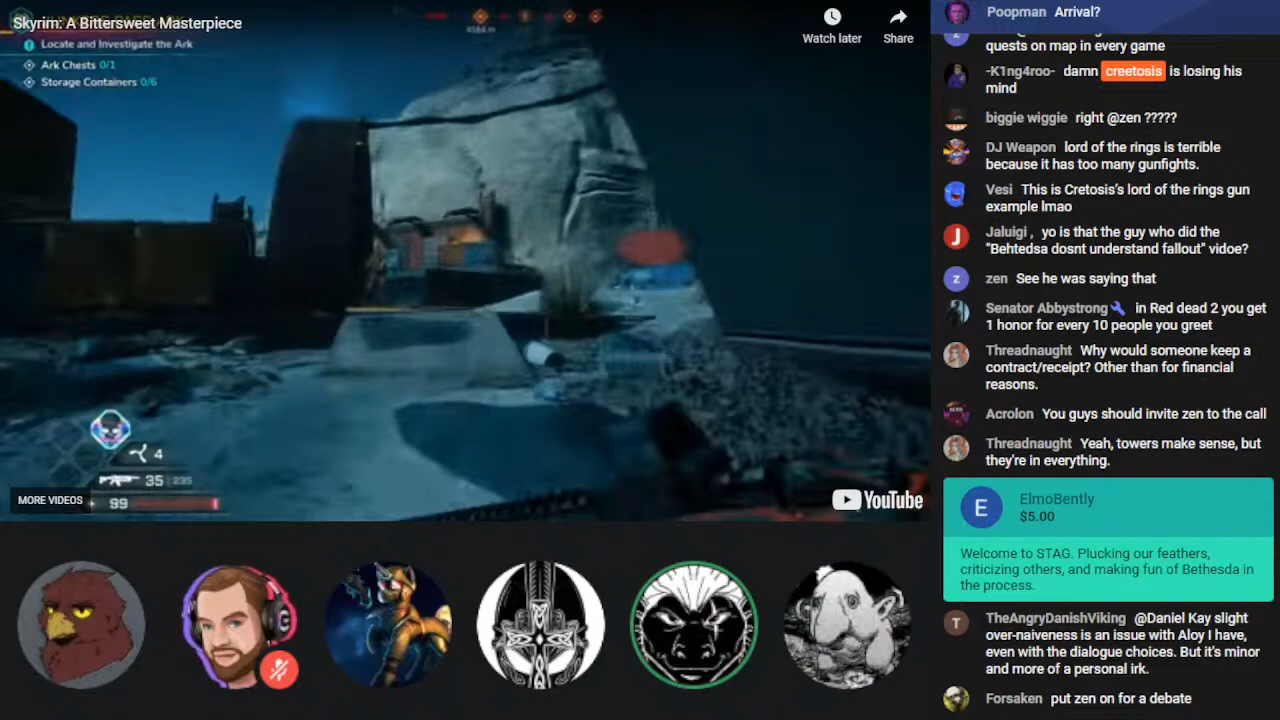 Skyrim: A Bittersweet Masterpiece
Locate and Investigate the Ark
Ark Chests 0/1
Storage Containers 0/6
Watch later
Share
4
35 235
99
MORE VIDEOS
YouTube
Poopman Arrival?
quests on map in every game
-K1ng4roo- damn creetosis is losing his
mind
biggie wiggie right @zen ?????
DJ Weapon lord of the rings is terrible
because it has too many gunfights.
Vesi This is Cretosis's lord of the rings gun
example lmao
J
Jaluigi , yo is that the guy who did the
"Behtedsa dosnt understand fallout" vidoe?
z
zen See he was saying that
Senator Abbystrong in Red dead 2 you get
1 honor for every 10 people you greet
Threadnaught Why would someone keep a
contract/receipt? Other than for financial
reasons.
Acrolon You guys should invite zen to the call
Threadnaught Yeah, towers make sense, but
they're in everything.
E
ElmoBently
$5.00
Welcome to STAG. Plucking our feathers,
criticizing others, and making fun of Bethesda in
the process.
T
TheAngryDanishViking @Daniel Kay slight
over-naiveness is an issue with Aloy I have,
even with the dialogue choices. But it's minor
and more of a personal irk.
Forsaken put zen on for a debate